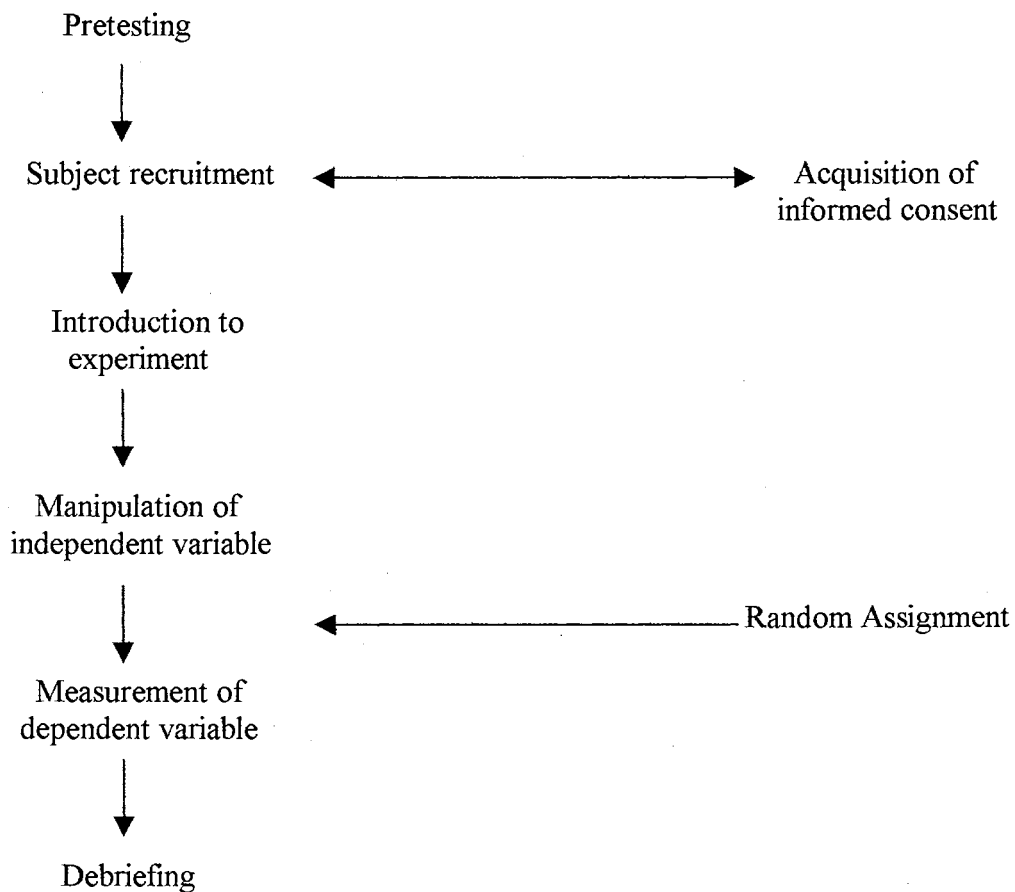 Pretesting
Subject recruitment
Acquisition of
informed consent
Introduction to
experiment
Manipulation of
independent variable
Random Assignment
Measurement of
dependent variable
Debriefing